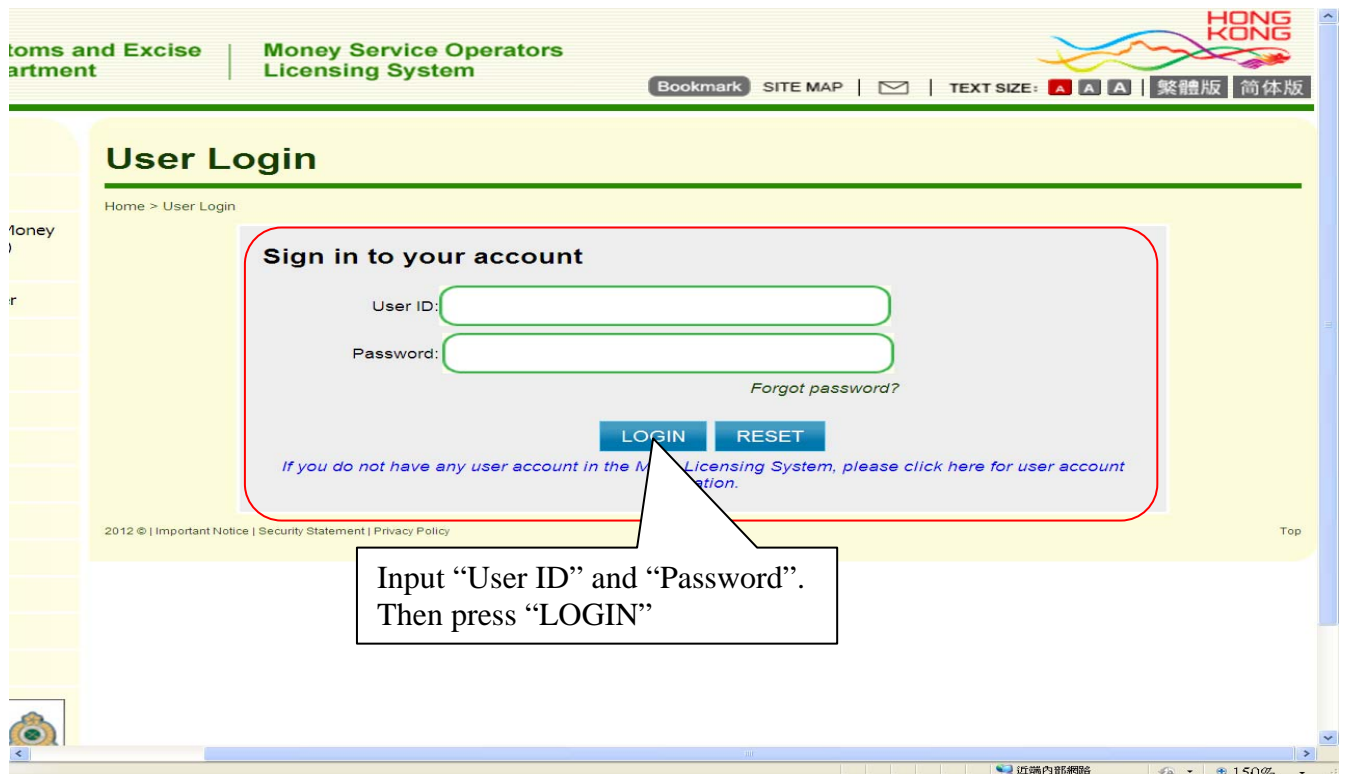 HONG
KONG
toms and Excise | Money Service Operators
artment Licensing System
Bookmark SITE MAP | | TEXT SIZE: A A A | 繁體版 简体版
User Login
Home > User Login
Money
)
r
Sign in to your account
User ID:
Password:
Forgot password?
LOGIN RESET
If you do not have any user account in the M Licensing System, please click here for user account
ation.
2012 © | Important Notice | Security Statement | Privacy Policy Top
Input “User ID” and “Password”.
Then press “LOGIN”
近端內部網路 150%